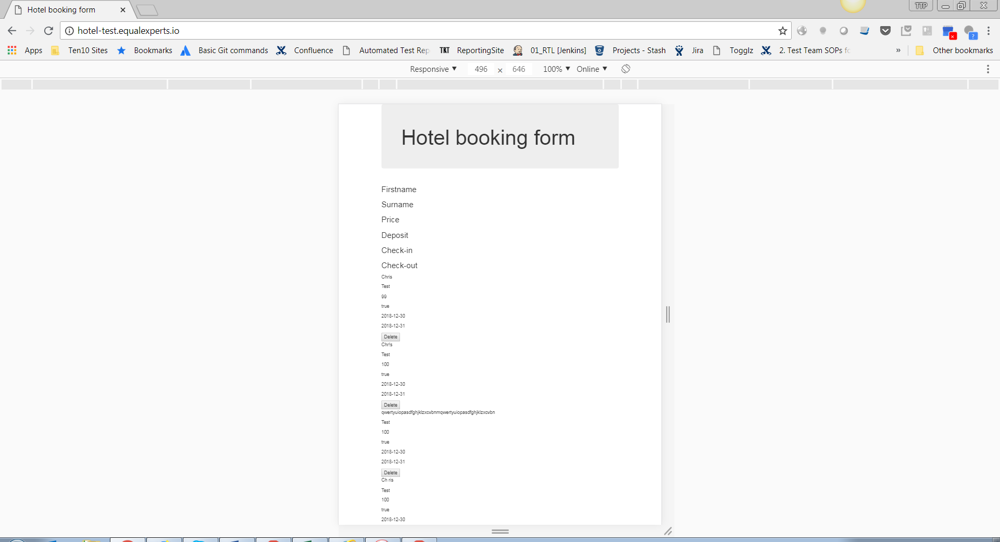 Hotel booking form
TTP
hotel-test.equalexperts.io
Apps Ten10 Sites Bookmarks Basic Git commands Confluence Automated Test Rep TRT ReportingSite 01_RTL [Jenkins] Projects - Stash Jira Togglz 2. Test Team SOPs fo » Other bookmarks
Responsive ▼ 496 × 646 100% ▼ Online ▼
Hotel booking form
Firstname
Surname
Price
Deposit
Check-in
Check-out
Chris
Test
99
true
2018-12-30
2018-12-31
Delete
Chr!s
Test
100
true
2018-12-30
2018-12-31
Delete
qwertyuiopasdfghjklzxcvbnmqwertyuiopasdfghjklzxcvbn
Test
100
true
2018-12-30
2018-12-31
Delete
Ch ris
Test
100
true
2018-12-30